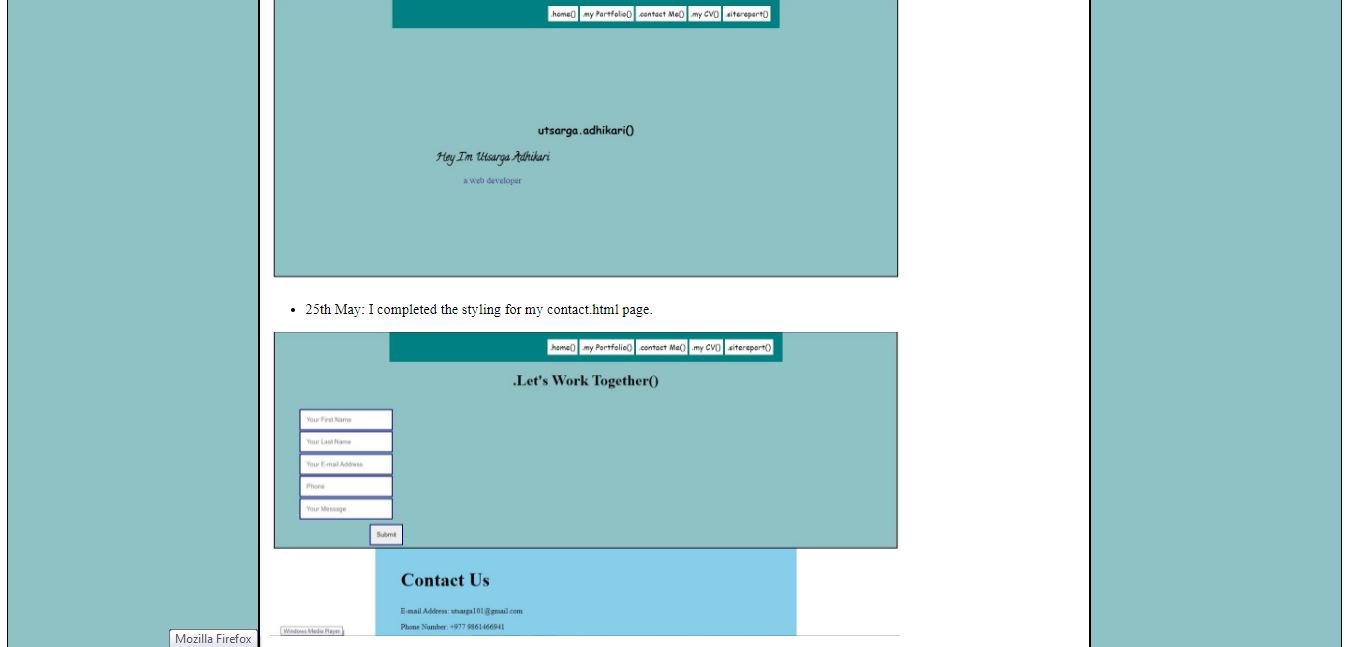 .home() .my Portfolio() .contact Me() .my CV() .sitereport()
utsarga.adhikari()
Hey I'm Utsarga Adhikari
a web developer
• 25th May: I completed the styling for my contact.html page.
.home() .my Portfolio() .contact Me() .my CV() .sitereport()
.Let's Work Together()
Your First Name
Your Last Name
Your E-mail Address
Phone
Your Message
Submit
Contact Us
E-mail Address: utsarga101@gmail.com
Phone Number: +977 9861466941
Windows Media Player
Mozilla Firefox